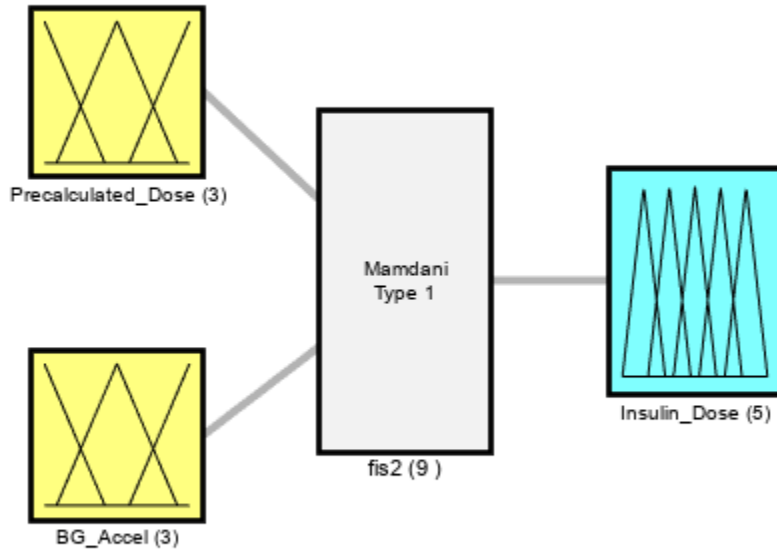 Precalculated_Dose (3)
Mamdani
Type 1
Insulin_Dose (5)
fis2 (9 )
BG_Accel (3)